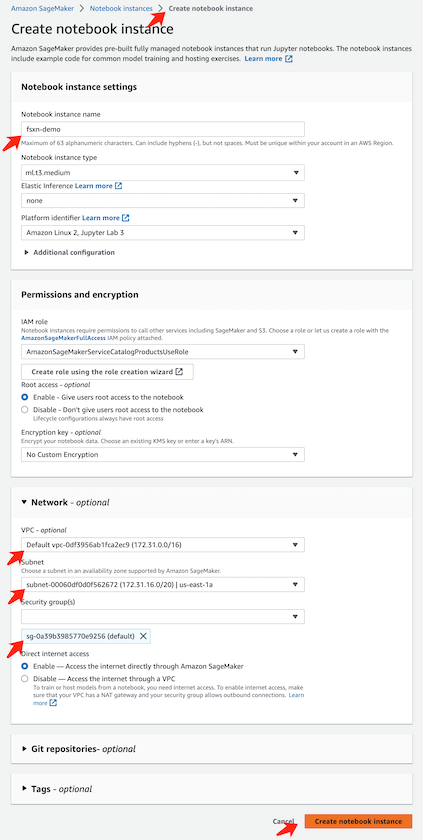 Amazon SageMaker > Notebook instances > Create notebook instance
Create notebook instance
Amazon SageMaker provides pre-built fully managed notebook instances that run Jupyter notebooks. The notebook instances
include example code for common model training and hosting exercises. Learn more
Notebook instance settings
Notebook instance name
fsxn-demo
Maximum of 63 alphanumeric characters. Can include hyphens (-), but not spaces. Must be unique within your account in an AWS Region.
Notebook instance type
ml.t3.medium
Elastic Inference Learn more
none
Platform identifier Learn more
Amazon Linux 2, Jupyter Lab 3
Additional configuration
Permissions and encryption
IAM role
Notebook instances require permissions to call other services including SageMaker and S3. Choose a role or let us create a role with the
AmazonSageMakerFullAccess IAM policy attached.
AmazonSageMakerServiceCatalogProductsUseRole
Create role using the role creation wizard
Root access - optional
Enable - Give users root access to the notebook
Disable - Don't give users root access to the notebook
Lifecycle configurations always have root access
Encryption key - optional
Encrypt your notebook data. Choose an existing KMS key or enter a key's ARN.
No Custom Encryption
Network - optional
VPC - optional
Default vpc-0df3956ab1fca2ec9 (172.31.0.0/16)
Subnet
Choose a subnet in an availability zone supported by Amazon SageMaker.
subnet-00060df0d0f562672 (172.31.16.0/20) | us-east-1a
Security group(s)
sg-0a39b3985770e9256 (default)
Direct internet access
Enable — Access the internet directly through Amazon SageMaker
Disable — Access the internet through a VPC
To train or host models from a notebook, you need internet access. To enable internet access, make
sure that your VPC has a NAT gateway and your security group allows outbound connections. Learn
more
Git repositories- optional
Tags - optional
Cancel
Create notebook instance